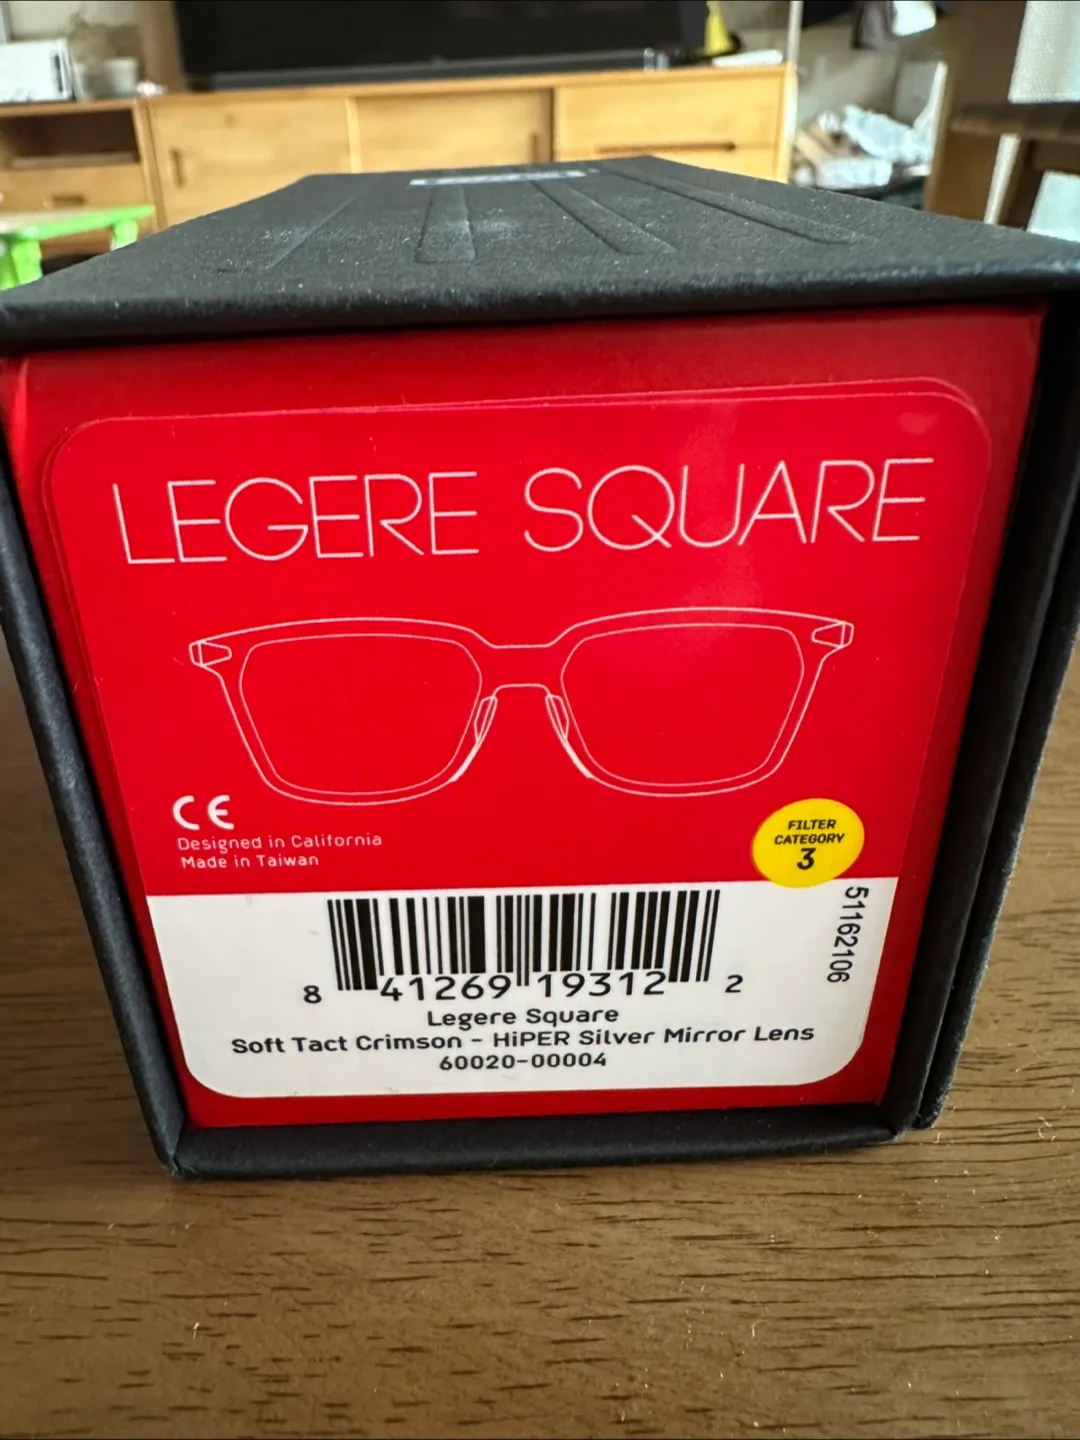 LEGERE SQUARE
CE
Designed in California
Made in Taiwan
FILTER
CATEGORY
3
51162106
8 41269 19312 2
Legere Square
Soft Tact Crimson - HiPER Silver Mirror Lens
60020-00004